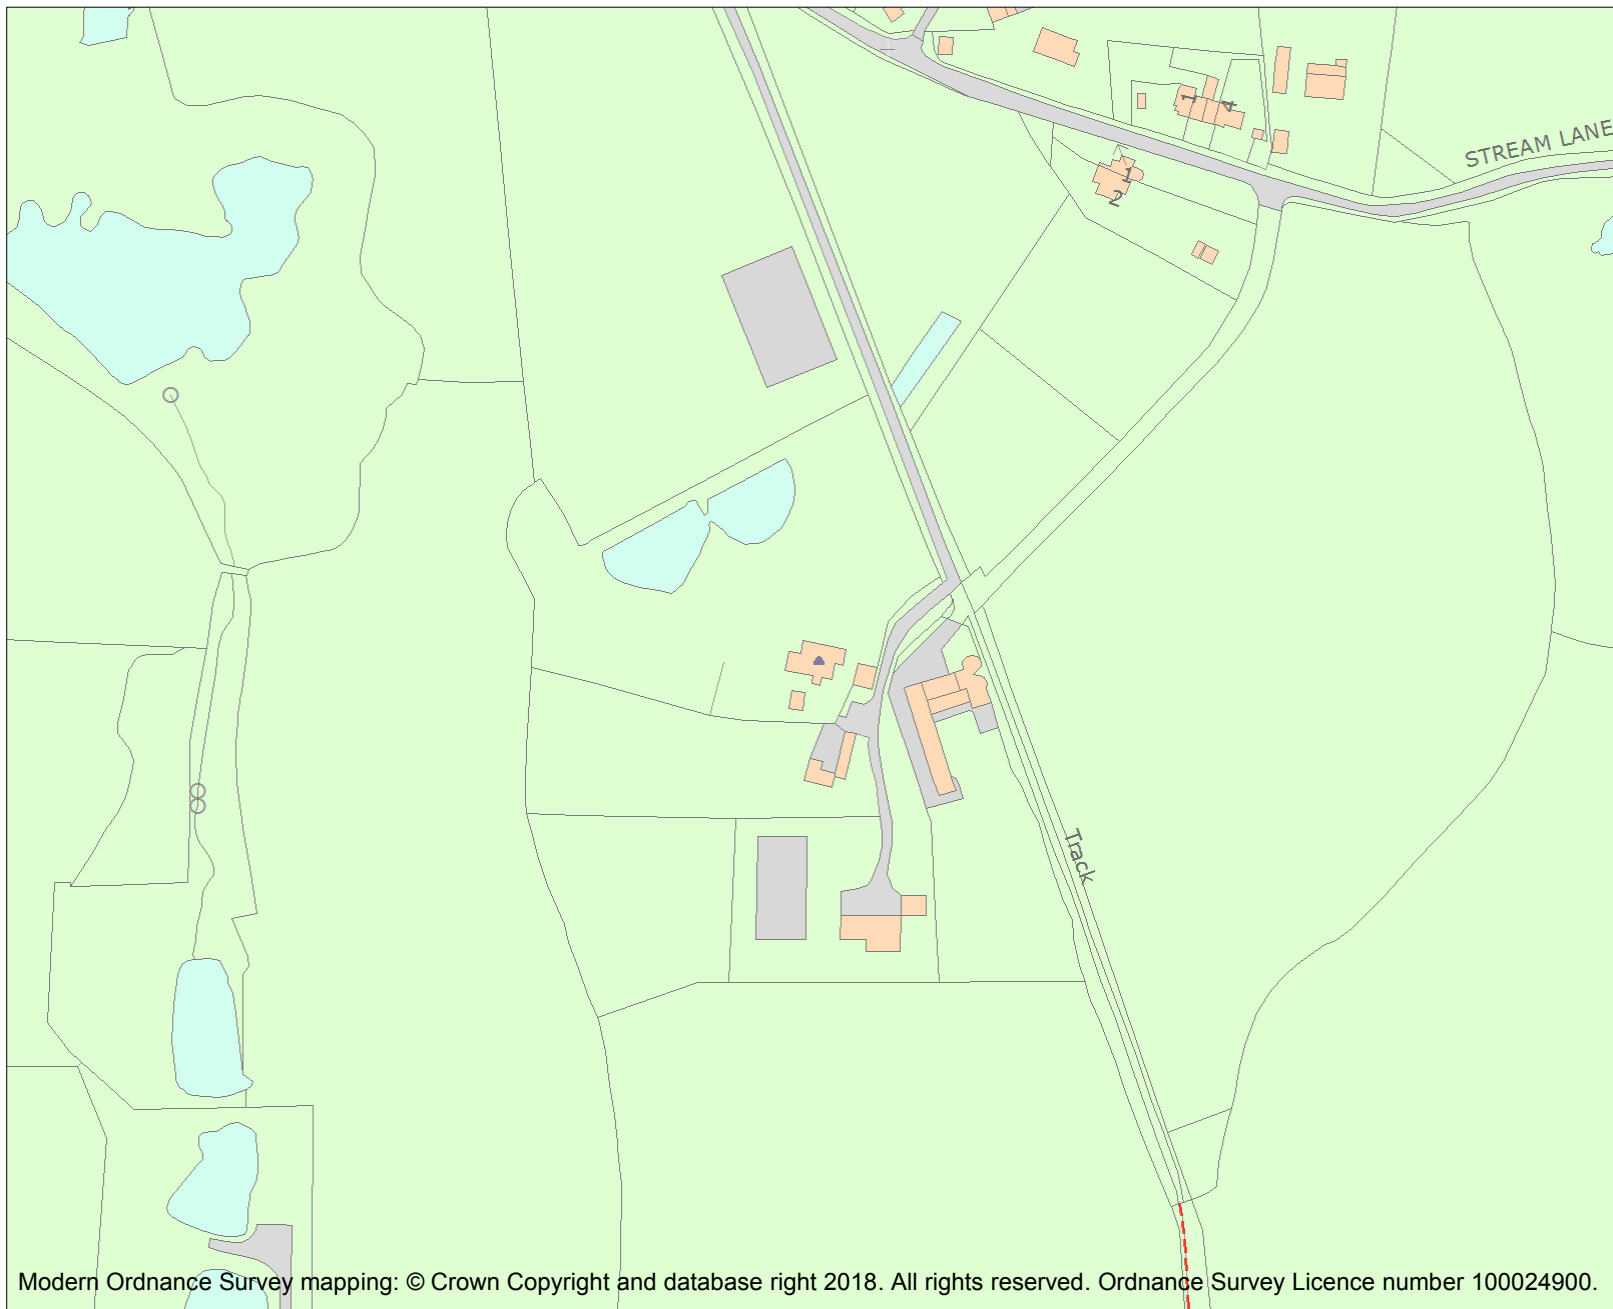 1
4
STREAM LANE
1
2
Track
Modern Ordnance Survey mapping: © Crown Copyright and database right 2018. All rights reserved. Ordnance Survey Licence number 100024900.